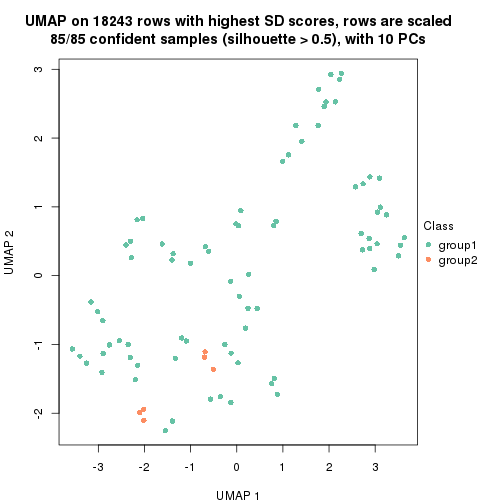 UMAP on 18243 rows with highest SD scores, rows are scaled
85/85 confident samples (silhouette > 0.5), with 10 PCs
3
2
1
0
-1
-2
UMAP 2
Class
group1
group2
-3 -2 -1 0 1 2 3
UMAP 1